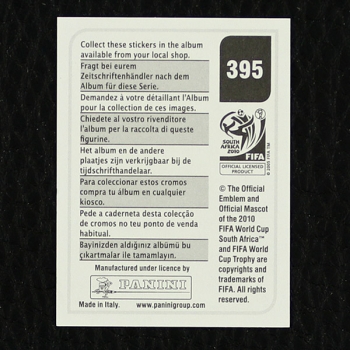 Collect these stickers in the album
available from your local shop.
Fragt bei eurem
Zeitschriftenhändler nach dem
Album für diese Serie.
Demandez à votre détaillant l'Album
pour la collection de ces images.
Chiedete al vostro rivenditore
l'album per la raccolta di queste
figurine.
Het album en de andere
plaatjes zijn verkrijgbaar bij de
tijdschrifthandelaar.
Para coleccionar estos cromos
compra tu álbum en cualquier
kiosco.
Pede a caderneta desta colecção
de cromos no teu ponto de venda
habitual.
Bayinizden aldığınız albümü bu
çıkartmalar ile tamamlayın.
Manufactured under licence by
PANINI
Made in Italy. www.paninigroup.com
395
SOUTH AFRICA
2010
FIFA
OFFICIAL LICENSED
PRODUCT
© 2005 FIFA TM
© The Official
Emblem and
Official Mascot
of the 2010
FIFA World Cup
South Africa™
and FIFA World
Cup Trophy are
copyrights and
trademarks of
FIFA. All rights
reserved.